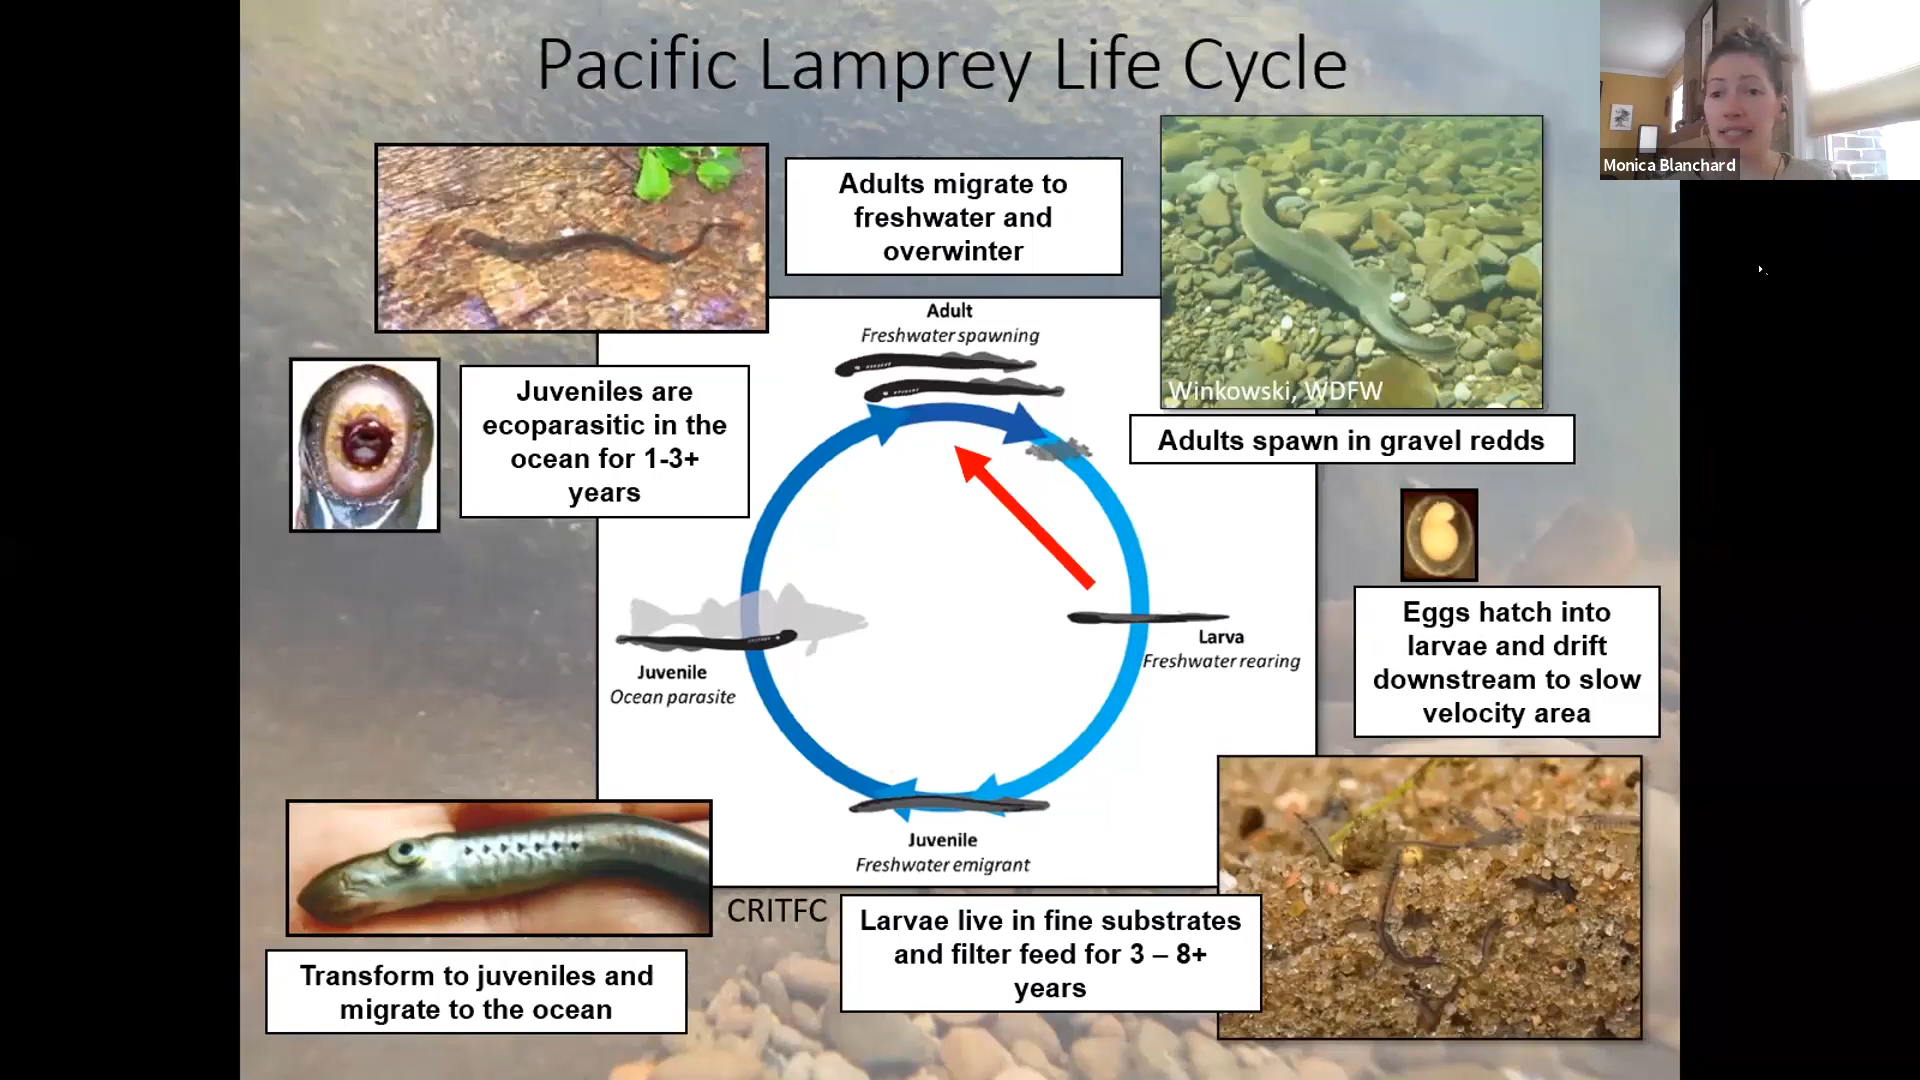 Pacific Lamprey Life Cycle
Monica Blanchard
Adults migrate to
freshwater and
overwinter
Winkowski, WDFW
Adult
Freshwater spawning
Juveniles are
ecoparasitic in the
ocean for 1-3+
years
Adults spawn in gravel redds
Eggs hatch into
larvae and drift
downstream to slow
velocity area
Larva
Freshwater rearing
Juvenile
Ocean parasite
Juvenile
Freshwater emigrant
CRITFC
Larvae live in fine substrates
and filter feed for 3 – 8+
years
Transform to juveniles and
migrate to the ocean